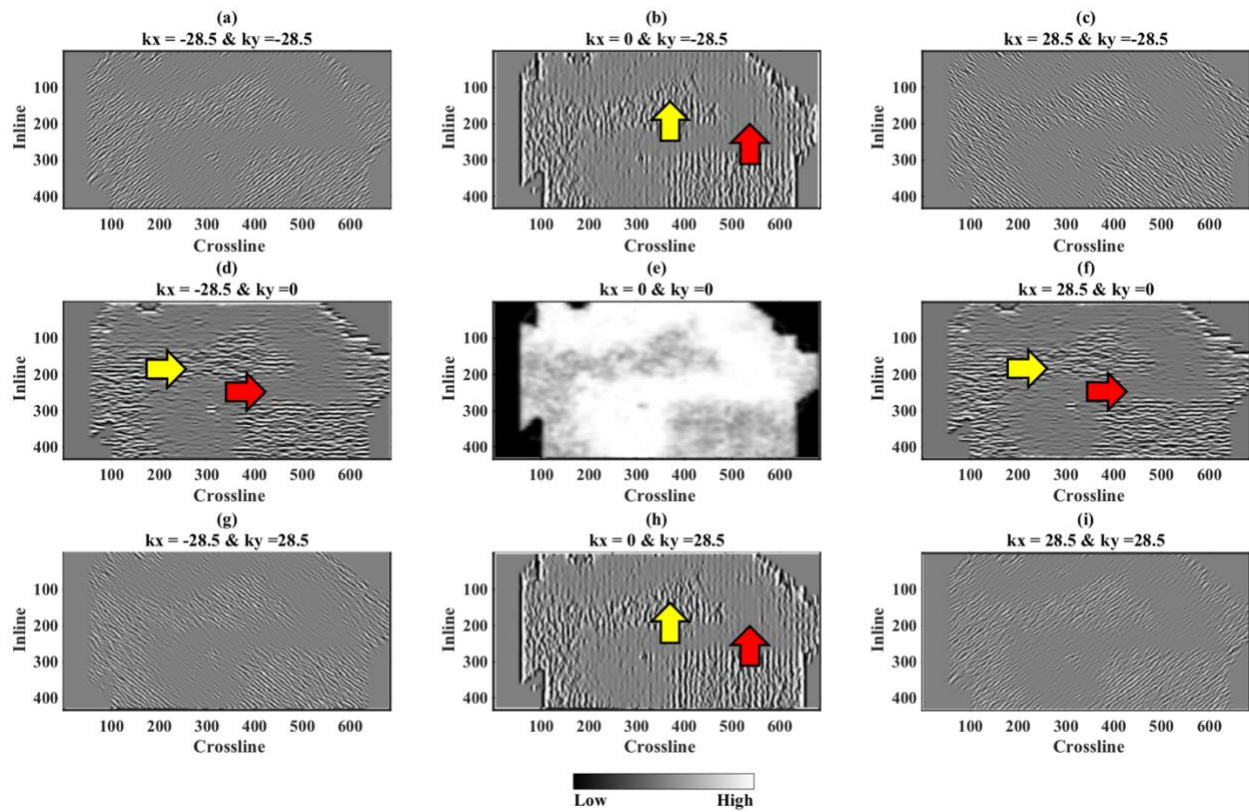 (a)
kx = -28.5 & ky =-28.5
(b)
kx = 0 & ky =-28.5
(c)
kx = 28.5 & ky =-28.5
Inline
100
200
300
400
100 200 300 400 500 600
Crossline
Inline
100
200
300
400
100 200 300 400 500 600
Crossline
Inline
100
200
300
400
100 200 300 400 500 600
Crossline
(d)
kx = -28.5 & ky =0
(e)
kx = 0 & ky =0
(f)
kx = 28.5 & ky =0
Inline
100
200
300
400
100 200 300 400 500 600
Crossline
Inline
100
200
300
400
100 200 300 400 500 600
Crossline
Inline
100
200
300
400
100 200 300 400 500 600
Crossline
(g)
kx = -28.5 & ky =28.5
(h)
kx = 0 & ky =28.5
(i)
kx = 28.5 & ky =28.5
Inline
100
200
300
400
100 200 300 400 500 600
Crossline
Inline
100
200
300
400
100 200 300 400 500 600
Crossline
Inline
100
200
300
400
100 200 300 400 500 600
Crossline
Low High